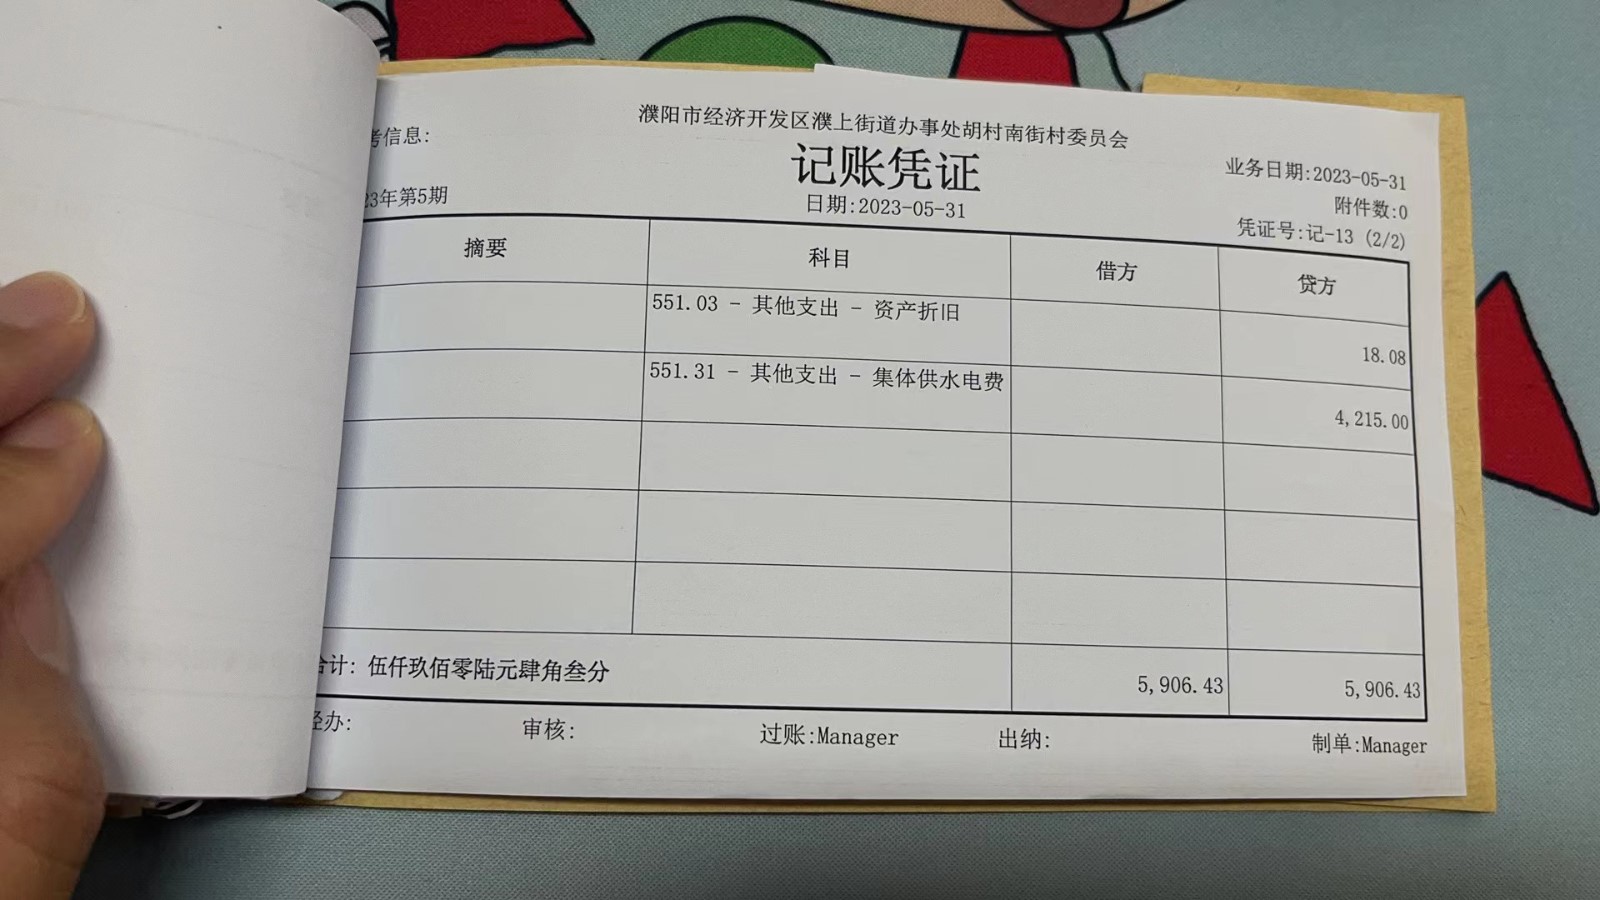 濮阳市经济开发区濮上街道办事处胡村南街村委员会
考信息:
记账凭证
业务日期:2023-05-31
23年第5期
日期:2023-05-31
附件数:0
凭证号:记-13 (2/2)
摘要 科目 借方 贷方
551.03 - 其他支出 - 资产折旧 18.08
551.31 - 其他支出 - 集体供水电费 4,215.00
合计: 伍仟玖佰零陆元肆角叁分 5,906.43 5,906.43
经办: 审核: 过账:Manager 出纳: 制单:Manager